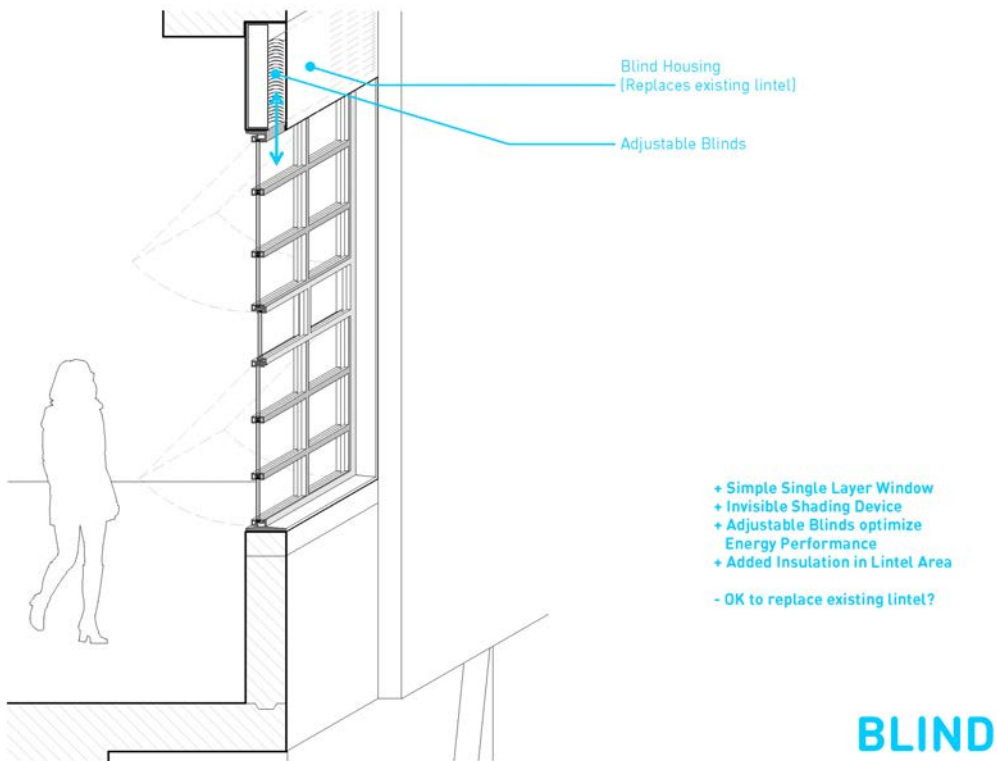 Blind Housing
(Replaces existing lintel)
Adjustable Blinds
+ Simple Single Layer Window
+ Invisible Shading Device
+ Adjustable Blinds optimize
Energy Performance
+ Added Insulation in Lintel Area
- OK to replace existing lintel?
BLIND